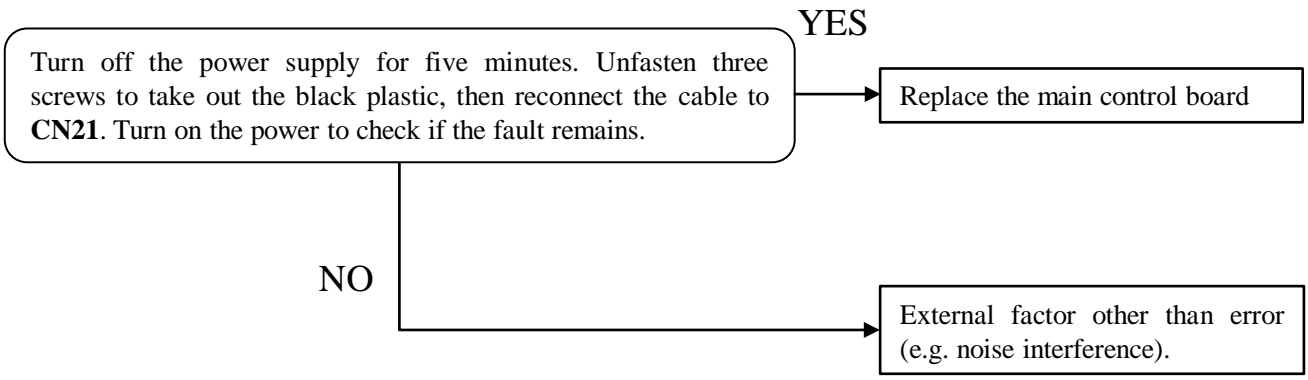 YES
Turn off the power supply for five minutes. Unfasten three
screws to take out the black plastic, then reconnect the cable to
CN21. Turn on the power to check if the fault remains.
Replace the main control board
NO
External factor other than error
(e.g. noise interference).